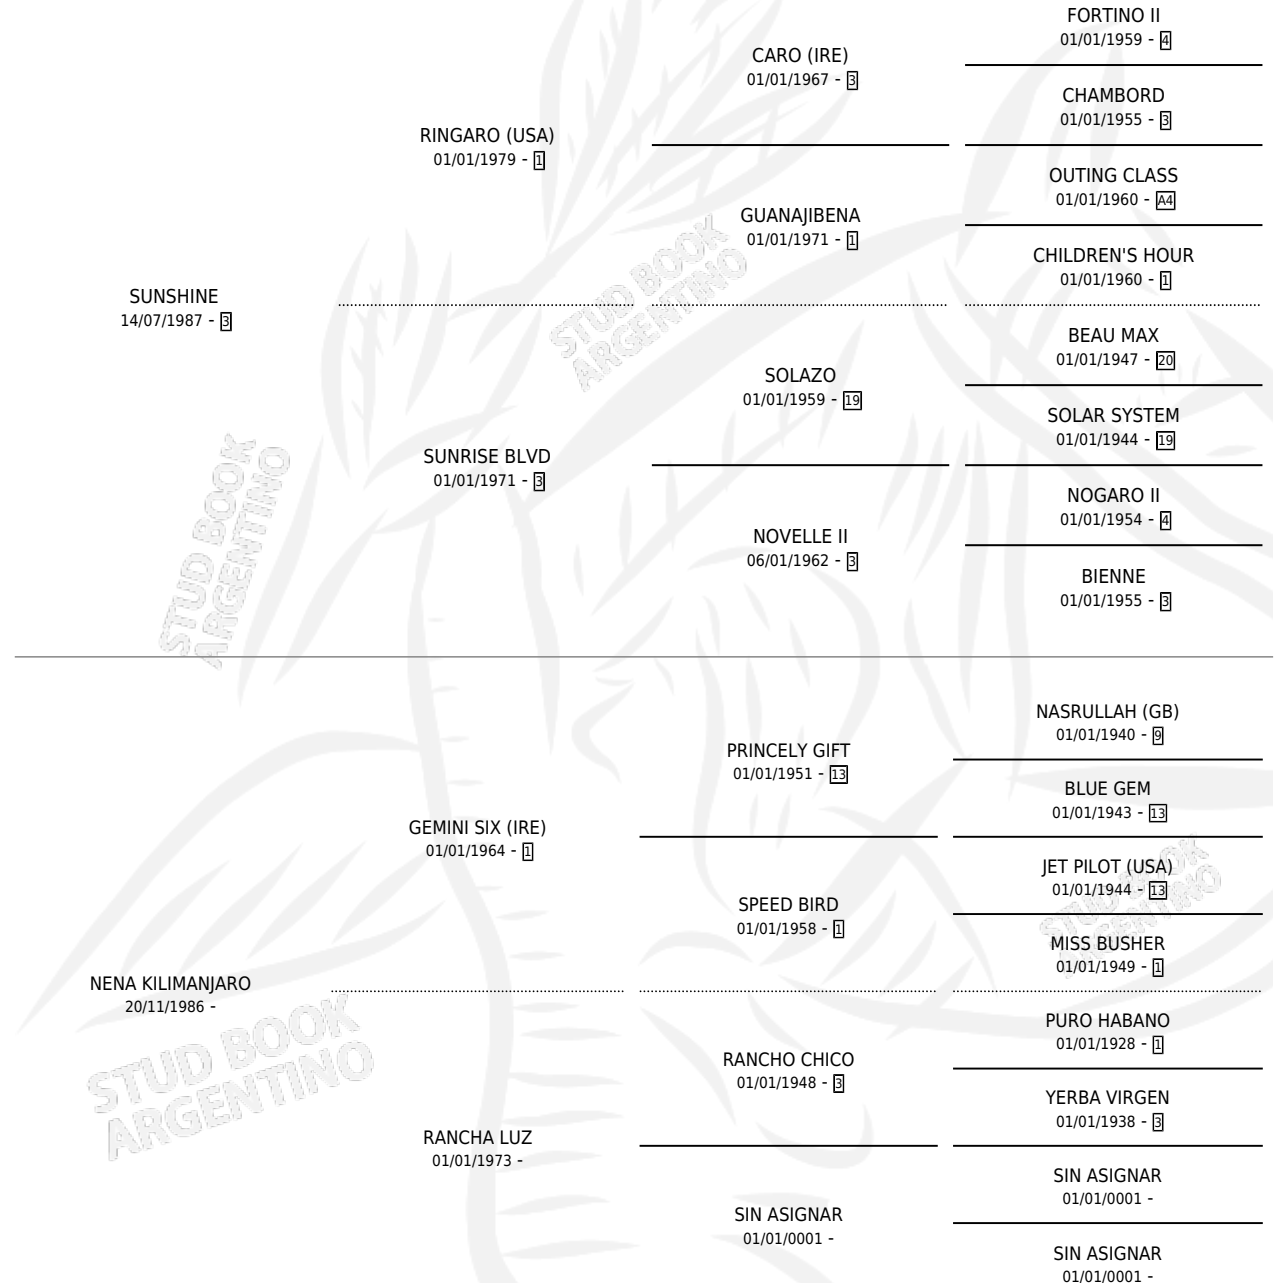 FORTINO II
01/01/1959 - 4
CARO (IRE)
01/01/1967 - 3
CHAMBORD
01/01/1955 - 3
RINGARO (USA)
01/01/1979 - 1
OUTING CLASS
01/01/1960 - A4
GUANAJIBENA
01/01/1971 - 1
CHILDREN'S HOUR
01/01/1960 - 1
SUNSHINE
14/07/1987 - 3
BEAU MAX
01/01/1947 - 20
SOLAZO
01/01/1959 - 19
SOLAR SYSTEM
01/01/1944 - 19
SUNRISE BLVD
01/01/1971 - 3
NOGARO II
01/01/1954 - 4
NOVELLE II
06/01/1962 - 3
BIENNE
01/01/1955 - 3
NASRULLAH (GB)
01/01/1940 - 9
PRINCELY GIFT
01/01/1951 - 13
BLUE GEM
01/01/1943 - 13
GEMINI SIX (IRE)
01/01/1964 - 1
JET PILOT (USA)
01/01/1944 - 13
SPEED BIRD
01/01/1958 - 1
MISS BUSHER
01/01/1949 - 1
NENA KILIMANJARO
20/11/1986 -
PURO HABANO
01/01/1928 - 1
RANCHO CHICO
01/01/1948 - 3
YERBA VIRGEN
01/01/1938 - 3
RANCHA LUZ
01/01/1973 -
SIN ASIGNAR
01/01/0001 -
SIN ASIGNAR
01/01/0001 -
SIN ASIGNAR
01/01/0001 -
STUD BOOK
ARGENTINO
STUD BOOK
ARGENTINO
STUD BOOK
ARGENTINO
STUD BOOK
ARGENTINO